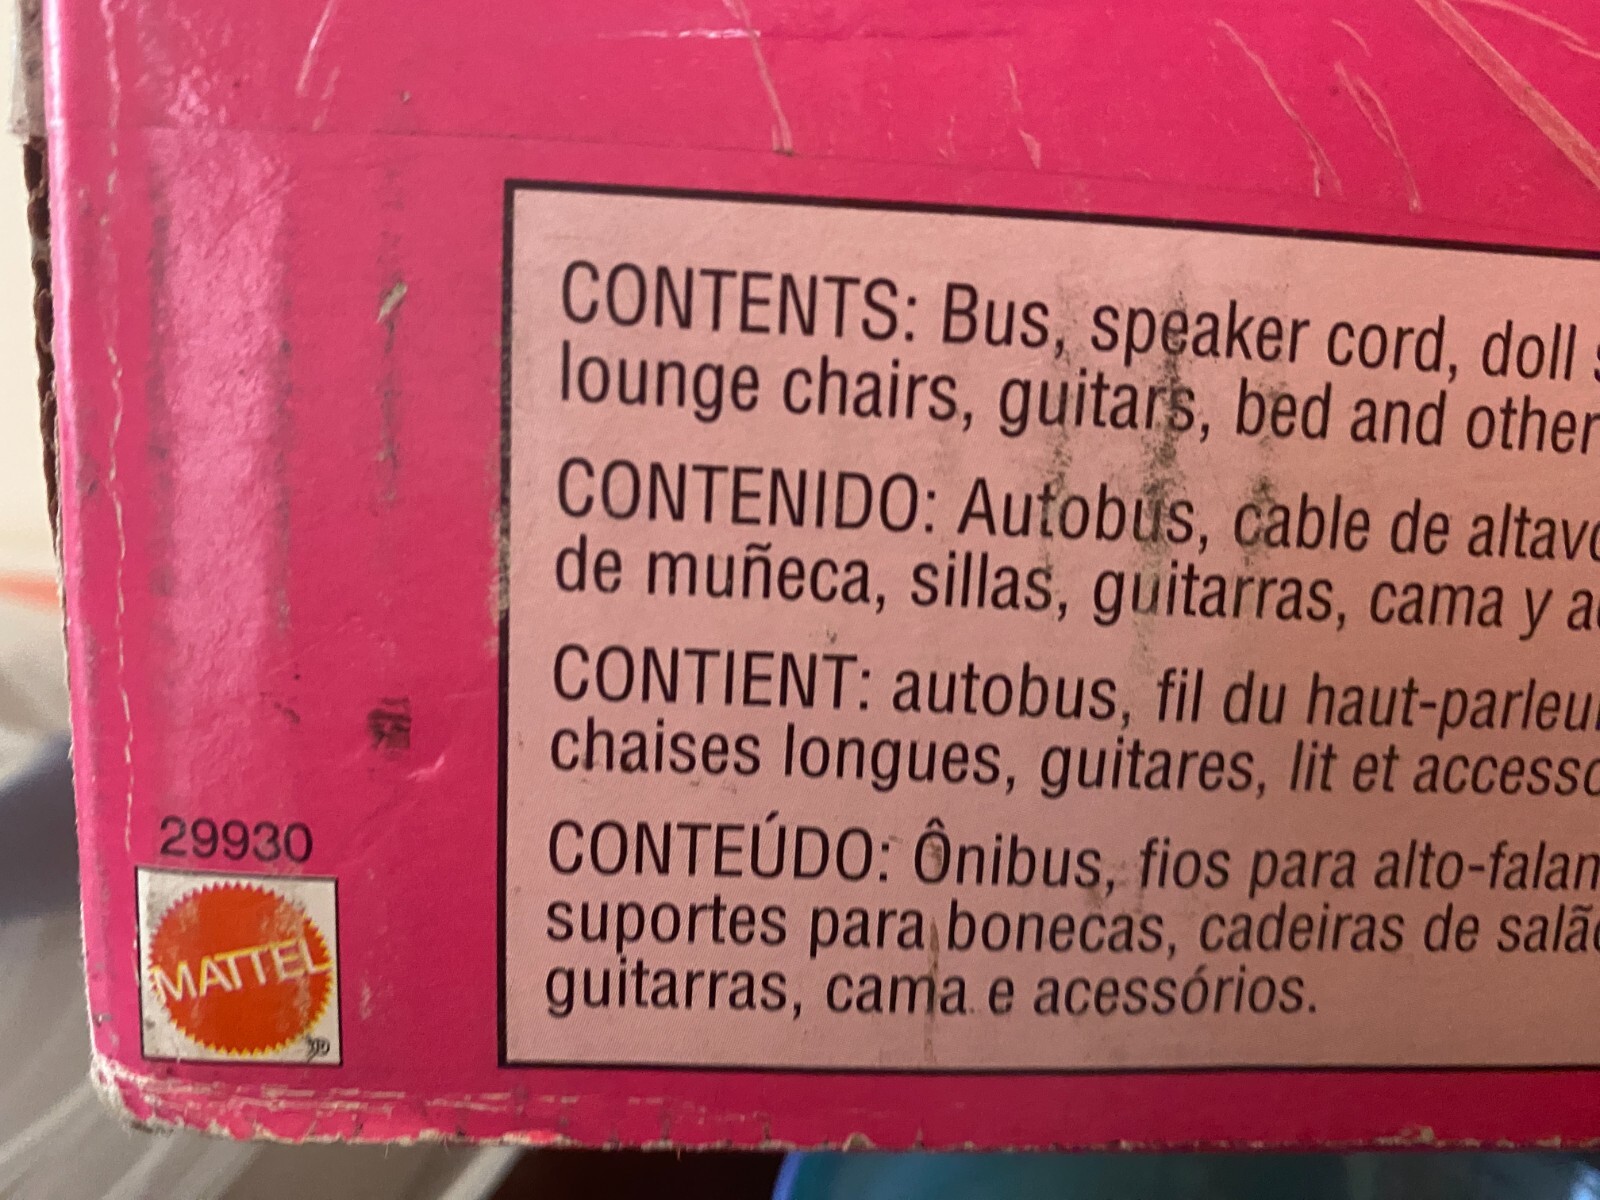 CONTENTS: Bus, speaker cord, doll
lounge chairs, guitars, bed and other
CONTENIDO: Autobus, cable de
de muñeca, sillas, guitarras, cama y
CONTIENT: autobus, fil du haut-parleur
chaises longues, guitares, lit et
CONTEÚDO: Ônibus, fios para
suportes para bonecas, cadeiras de
guitarras, cama e acessórios.
29930
MATTEL